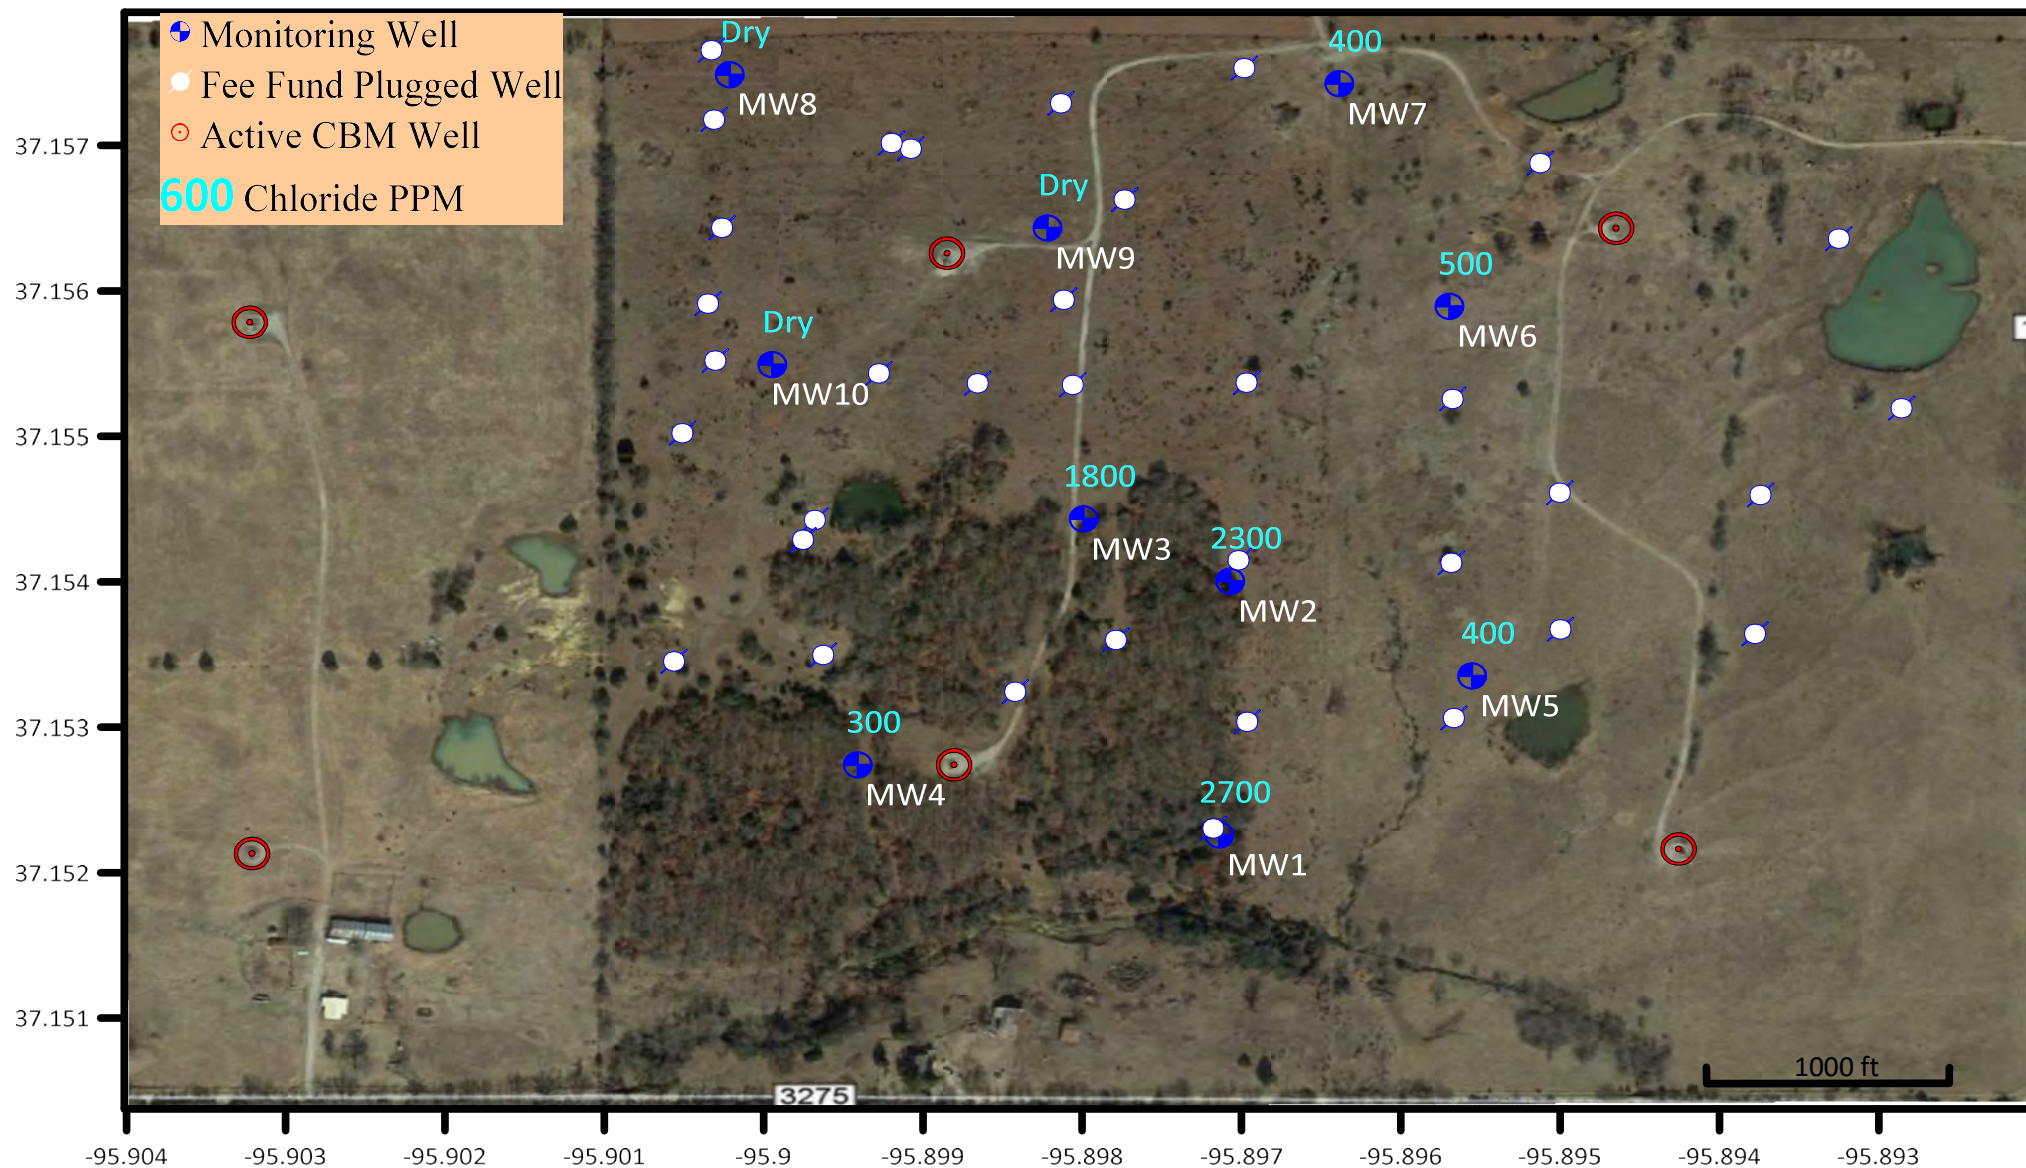 Monitoring Well
Fee Fund Plugged Well
Active CBM Well
600 Chloride PPM
Dry
MW8
400
MW7
Dry
MW9
500
MW6
Dry
MW10
1800
MW3
2300
MW2
400
MW5
300
MW4
2700
MW1
37.157
37.156
37.155
37.154
37.153
37.152
37.151
1000 ft
3275
-95.904
-95.903
-95.902
-95.901
-95.9
-95.899
-95.898
-95.897
-95.896
-95.895
-95.894
-95.893